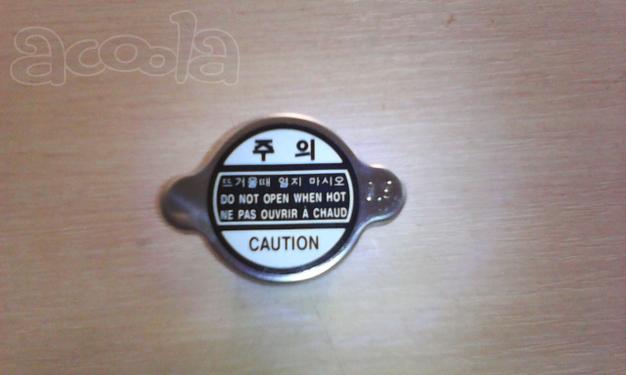 acoola
주 의
뜨거울때 열지 마시오
DO NOT OPEN WHEN HOT
NE PAS OUVRIR À CHAUD
CAUTION